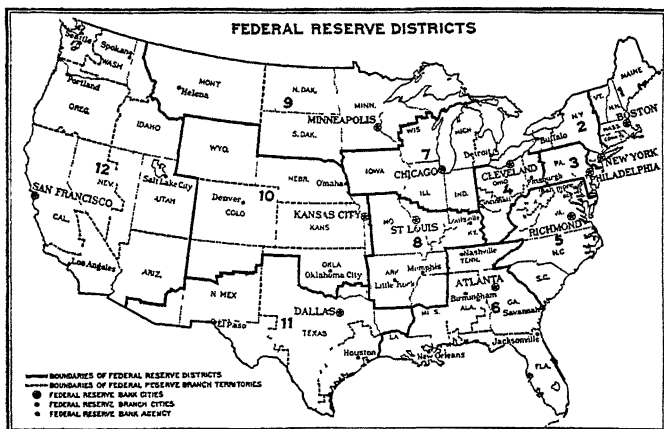 FEDERAL RESERVE DISTRICTS
Seattle
Spokane
WASH
Portland
OREG.
IDAHO
MONT
Helena
N. DAK.
9
S. DAK.
MINN.
MINNEAPOLIS
WIS
7
MICH
Detroit
CHICAGO
IOWA
ILL
IND.
WYO.
NEBR.
Omaha
10
Denver
COLO
KANSAS CITY
KANS
12
NEV.
Salt Lake City
UTAH
SAN FRANCISCO
CAL.
Los Angeles
ARIZ.
N MEX
El Paso
OKLA
Oklahoma City
DALLAS
11
TEXAS
Houston
MO.
ST LOUIS
8
Louisville
KY.
ARK
Little Rock
Memphis
Nashville
TENN.
ATLANTA
Birmingham
ALA.
6
GA.
Savannah
MIS S.
LA
New Orleans
Jacksonville
FLA.
CLEVELAND
OHIO
4
Cincinnati
Pittsburgh
PA.
3
NEW YORK
PHILADELPHIA
VA.
RICHMOND
5
N.C
S.C.
N.Y
2
Buffalo
VT.
N.H.
MAINE
1
BOSTON
MASS
CONN.
BOUNDARIES OF FEDERAL RESERVE DISTRICTS
BOUNDARIES OF FEDERAL RESERVE BRANCH TERRITORIES
FEDERAL RESERVE BANK CITIES
FEDERAL RESERVE BRANCH CITIES
FEDERAL RESERVE BANK AGENCY